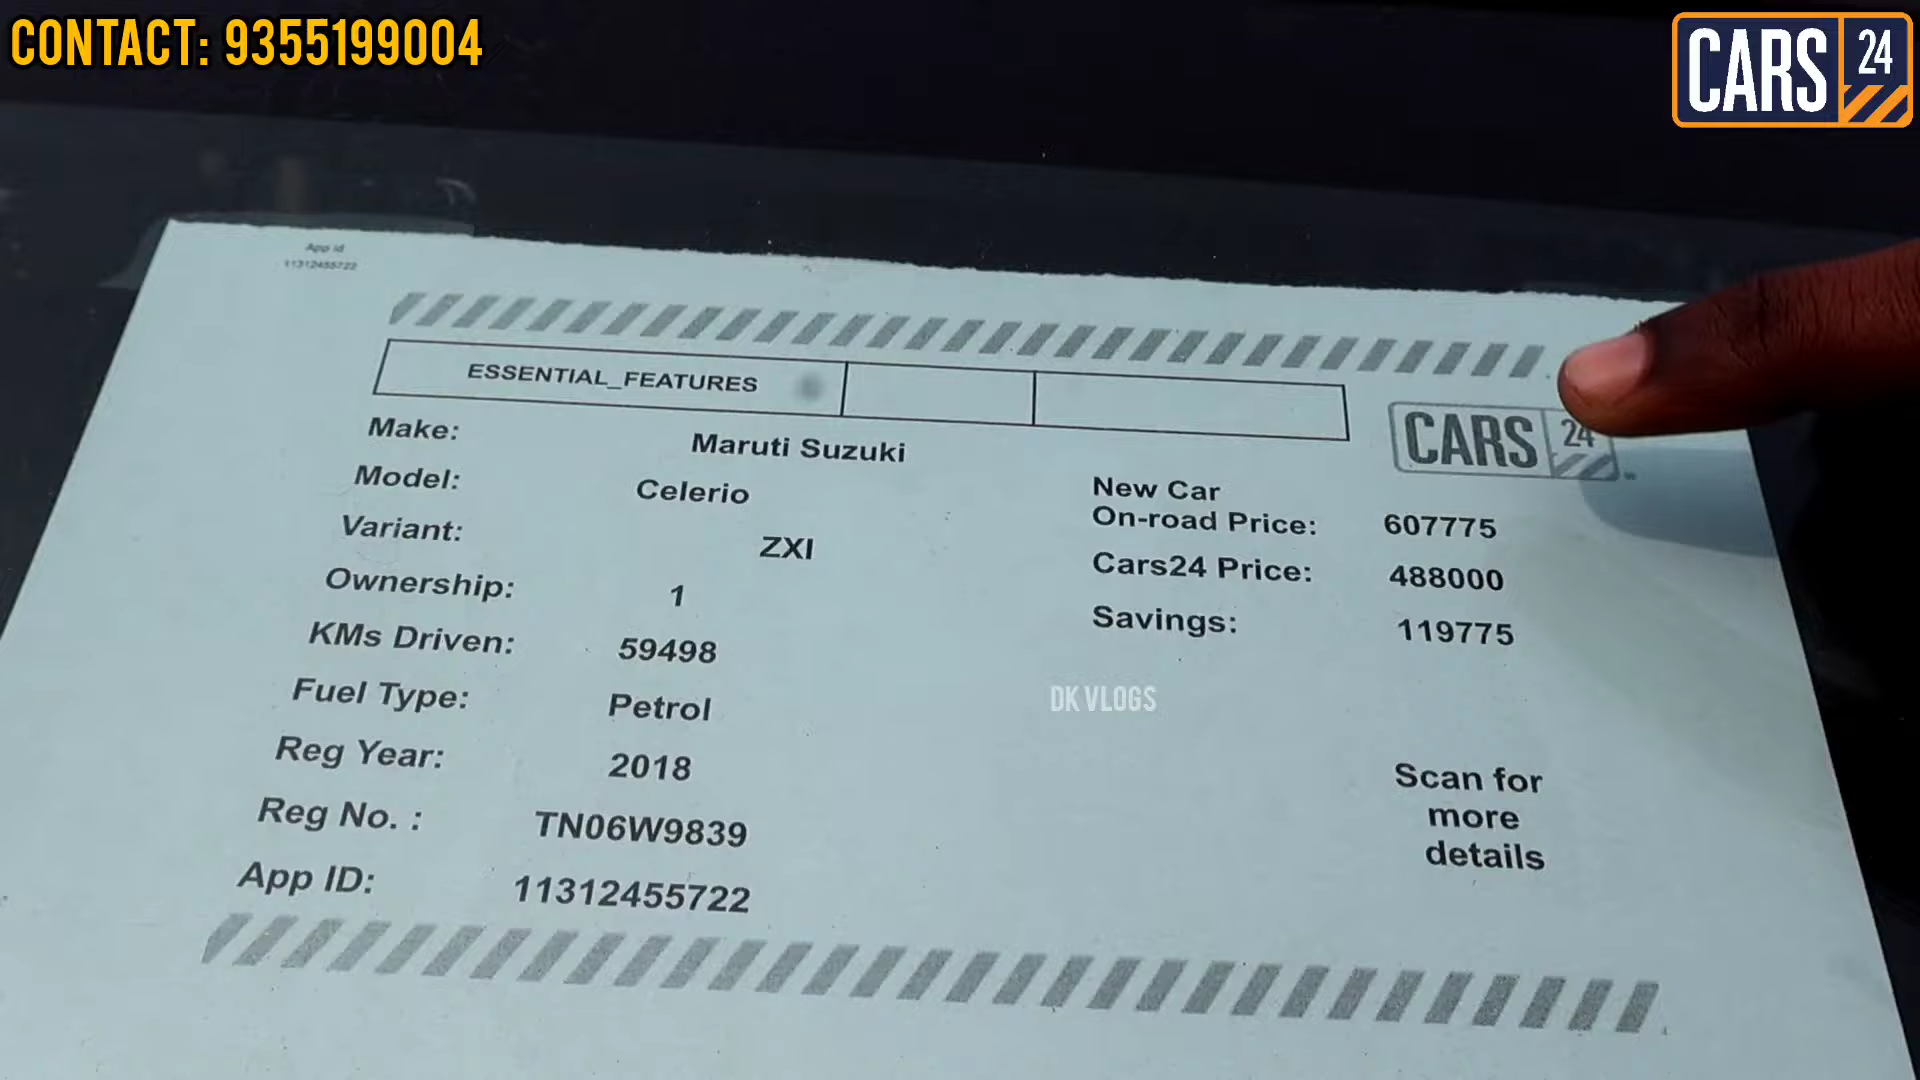 CONTACT: 9355199004
CARS 24
App id
11312455722
ESSENTIAL_FEATURES
CARS 24
Make: Maruti Suzuki
Model: Celerio
Variant: ZXI
Ownership: 1
KMs Driven: 59498
Fuel Type: Petrol
Reg Year: 2018
Reg No. : TN06W9839
App ID: 11312455722
New Car
On-road Price: 607775
Cars24 Price: 488000
Savings: 119775
DK VLOGS
Scan for
more
details